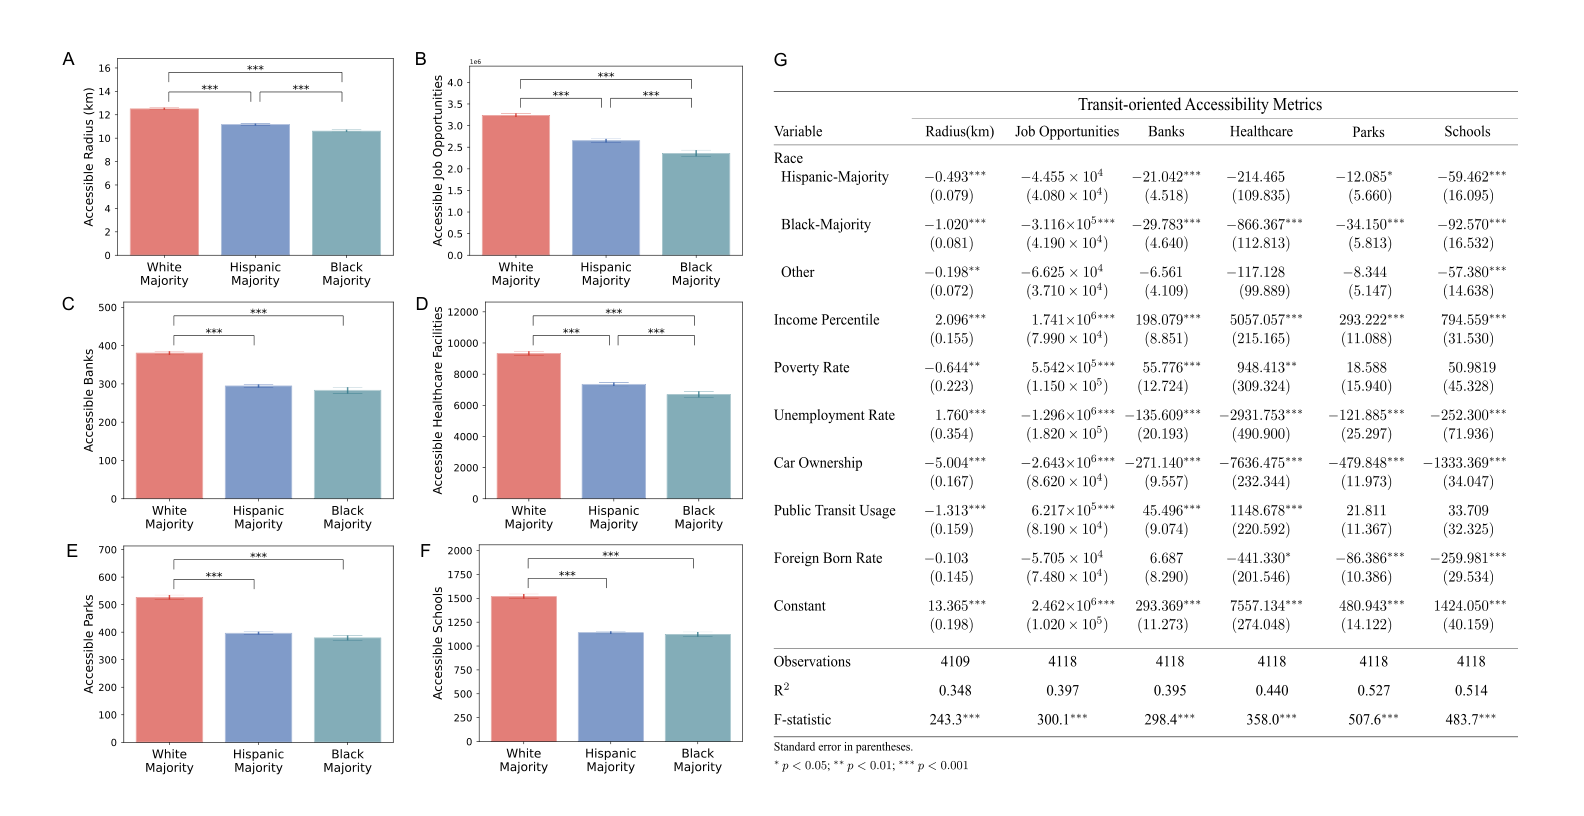 A
Accessible Radius (km)
16
14
12
10
8
6
4
2
0
***
***
***
White Majority
Hispanic Majority
Black Majority
B
Accessible Job Opportunities
1e6
4.0
3.5
3.0
2.5
2.0
1.5
1.0
0.5
0.0
***
***
***
White Majority
Hispanic Majority
Black Majority
C
Accessible Banks
500
400
300
200
100
0
***
***
White Majority
Hispanic Majority
Black Majority
D
Accessible Healthcare Facilities
12000
10000
8000
6000
4000
2000
0
***
***
***
White Majority
Hispanic Majority
Black Majority
E
Accessible Parks
700
600
500
400
300
200
100
0
***
***
White Majority
Hispanic Majority
Black Majority
F
Accessible Schools
2000
1750
1500
1250
1000
750
500
250
0
***
***
White Majority
Hispanic Majority
Black Majority
G
Transit-oriented Accessibility Metrics
Variable Radius(km) Job Opportunities Banks Healthcare Parks Schools
Race
Hispanic-Majority −0.493*** −4.455 × 10⁴ −21.042*** −214.465 −12.085* −59.462***
(0.079) (4.080 × 10⁴) (4.518) (109.835) (5.660) (16.095)
Black-Majority −1.020*** −3.116×10⁵*** −29.783*** −866.367*** −34.150*** −92.570***
(0.081) (4.190 × 10⁴) (4.640) (112.813) (5.813) (16.532)
Other −0.198** −6.625 × 10⁴ −6.561 −117.128 −8.344 −57.380***
(0.072) (3.710 × 10⁴) (4.109) (99.889) (5.147) (14.638)
Income Percentile 2.096*** 1.741×10⁶*** 198.079*** 5057.057*** 293.222*** 794.559***
(0.155) (7.990 × 10⁴) (8.851) (215.165) (11.088) (31.530)
Poverty Rate −0.644** 5.542×10⁵*** 55.776*** 948.413** 18.588 50.9819
(0.223) (1.150 × 10⁵) (12.724) (309.324) (15.940) (45.328)
Unemployment Rate 1.760*** −1.296×10⁶*** −135.609*** −2931.753*** −121.885*** −252.300***
(0.354) (1.820 × 10⁵) (20.193) (490.900) (25.297) (71.936)
Car Ownership −5.004*** −2.643×10⁶*** −271.140*** −7636.475*** −479.848*** −1333.369***
(0.167) (8.620 × 10⁴) (9.557) (232.344) (11.973) (34.047)
Public Transit Usage −1.313*** 6.217×10⁵*** 45.496*** 1148.678*** 21.811 33.709
(0.159) (8.190 × 10⁴) (9.074) (220.592) (11.367) (32.325)
Foreign Born Rate −0.103 −5.705 × 10⁴ 6.687 −441.330* −86.386*** −259.981***
(0.145) (7.480 × 10⁴) (8.290) (201.546) (10.386) (29.534)
Constant 13.365*** 2.462×10⁶*** 293.369*** 7557.134*** 480.943*** 1424.050***
(0.198) (1.020 × 10⁵) (11.273) (274.048) (14.122) (40.159)
Observations 4109 4118 4118 4118 4118 4118
R² 0.348 0.397 0.395 0.440 0.527 0.514
F-statistic 243.3*** 300.1*** 298.4*** 358.0*** 507.6*** 483.7***
Standard error in parentheses.
* p < 0.05; ** p < 0.01; *** p < 0.001